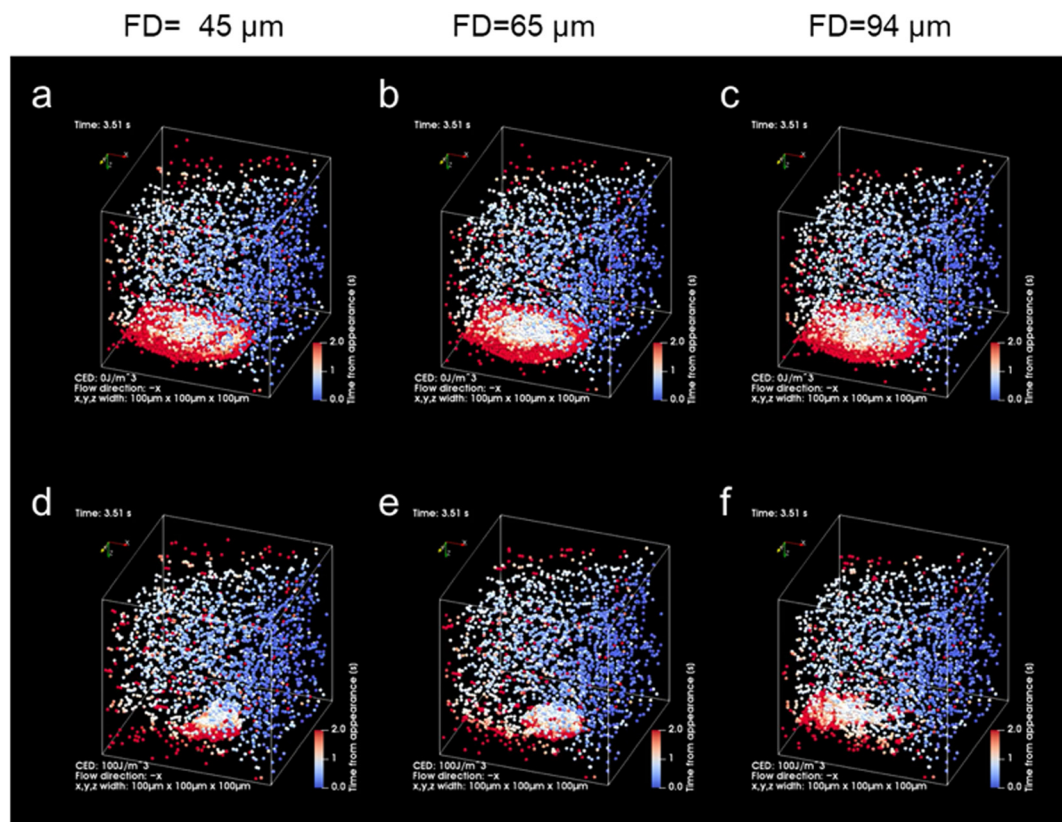 FD= 45 µm
FD=65 µm
FD=94 µm
a
Time: 3.51 s
X
Z
2.0
1
0.0
Time from appearance (s)
CED: 0J/m^3
Flow direction: −x
x,y,z width: 100µm x 100µm x 100µm
b
Time: 3.51 s
X
Z
2.0
1
0.0
Time from appearance (s)
CED: 0J/m^3
Flow direction: −x
x,y,z width: 100µm x 100µm x 100µm
c
Time: 3.51 s
X
Z
2.0
1
0.0
Time from appearance (s)
CED: 0J/m^3
Flow direction: −x
x,y,z width: 100µm x 100µm x 100µm
d
Time: 3.51 s
X
Z
2.0
1
0.0
Time from appearance (s)
CED: 100J/m^3
Flow direction: −x
x,y,z width: 100µm x 100µm x 100µm
e
Time: 3.51 s
X
Z
2.0
1
0.0
Time from appearance (s)
CED: 100J/m^3
Flow direction: −x
x,y,z width: 100µm x 100µm x 100µm
f
Time: 3.51 s
X
Z
2.0
1
0.0
Time from appearance (s)
CED: 100J/m^3
Flow direction: −x
x,y,z width: 100µm x 100µm x 100µm